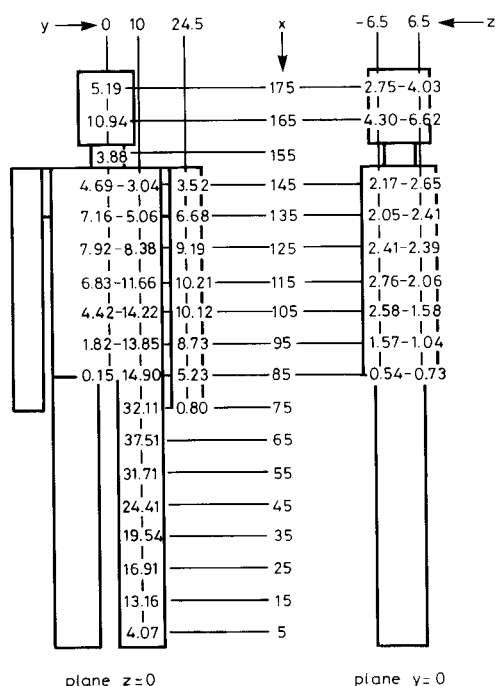 y → 0 10 24.5 x -6.5 6.5 ← z
5.19 175 2.75-4.03
10.94 165 4.30-6.62
3.88 155
4.69-3.04 3.52 145 2.17-2.65
7.16-5.06 6.68 135 2.05-2.41
7.92-8.38 9.19 125 2.41-2.39
6.83-11.66 10.21 115 2.76-2.06
4.42-14.22 10.12 105 2.58-1.58
1.82-13.85 8.73 95 1.57-1.04
0.15 14.90 5.23 85 0.54-0.73
32.11 0.80 75
37.51 65
31.71 55
24.41 45
19.54 35
16.91 25
13.16 15
4.07 5
plane z=0 plane y=0